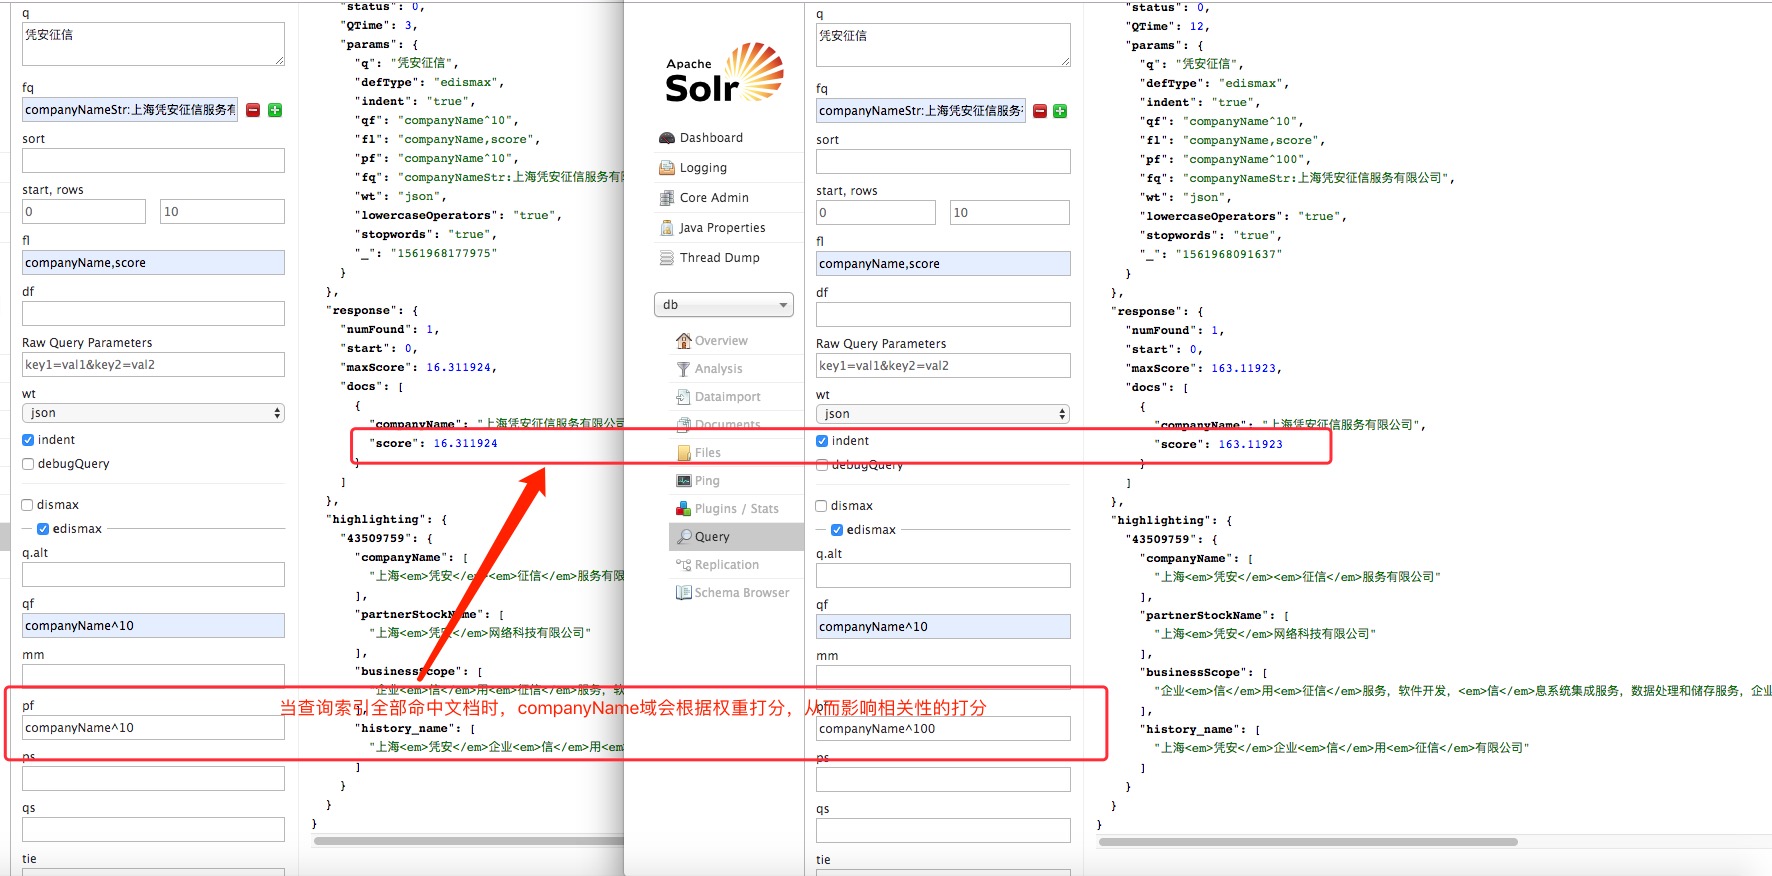 q
凭安征信
fq
companyNameStr:上海凭安征信服务有
sort
start, rows
0
10
fl
companyName,score
df
Raw Query Parameters
key1=val1&key2=val2
wt
json
indent
debugQuery
dismax
edismax
q.alt
qf
companyName^10
mm
pf
companyName^10
ps
qs
tie
"status": 0,
"QTime": 3,
"params": {
"q": "凭安征信",
"defType": "edismax",
"indent": "true",
"qf": "companyName^10",
"fl": "companyName,score",
"pf": "companyName^10",
"fq": "companyNameStr:上海凭安征信服务有
"wt": "json",
"lowercaseOperators": "true",
"stopwords": "true",
"_": "1561968177975"
}
},
"response": {
"numFound": 1,
"start": 0,
"maxScore": 16.311924,
"docs": [
{
"companyName": "上海凭安征信服务有限公司
"score": 16.311924
}
]
},
"highlighting": {
"43509759": {
"companyName": [
"上海<em>凭安</em><em>征信</em>服务有限
],
"partnerStockName": [
"上海<em>凭安</em>网络科技有限公司"
],
"businessScope": [
"企业<em>信</em>用<em>征信</em>服务，软
],
"history_name": [
"上海<em>凭安</em>企业<em>信</em>用<em>
]
}
}
}
当查询索引全部命中文档时，companyName域会根据权重打分，从而影响相关性的打分
Apache
Solr
Dashboard
Logging
Core Admin
Java Properties
Thread Dump
db
Overview
Analysis
Dataimport
Documents
Files
Ping
Plugins / Stats
Query
Replication
Schema Browser
q
凭安征信
fq
companyNameStr:上海凭安征信服务
sort
start, rows
0
10
fl
companyName,score
df
Raw Query Parameters
key1=val1&key2=val2
wt
json
indent
debugQuery
dismax
edismax
q.alt
qf
companyName^10
mm
pf
companyName^100
ps
qs
tie
"status": 0,
"QTime": 12,
"params": {
"q": "凭安征信",
"defType": "edismax",
"indent": "true",
"qf": "companyName^10",
"fl": "companyName,score",
"pf": "companyName^100",
"fq": "companyNameStr:上海凭安征信服务有限公司",
"wt": "json",
"lowercaseOperators": "true",
"stopwords": "true",
"_": "1561968091637"
}
},
"response": {
"numFound": 1,
"start": 0,
"maxScore": 163.11923,
"docs": [
{
"companyName": "上海凭安征信服务有限公司",
"score": 163.11923
}
]
},
"highlighting": {
"43509759": {
"companyName": [
"上海<em>凭安</em><em>征信</em>服务有限公司"
],
"partnerStockName": [
"上海<em>凭安</em>网络科技有限公司"
],
"businessScope": [
"企业<em>信</em>用<em>征信</em>服务，软件开发，<em>信</em>息系统集成服务，数据处理和储存服务，企业
],
"history_name": [
"上海<em>凭安</em>企业<em>信</em>用<em>征信</em>有限公司"
]
}
}
}